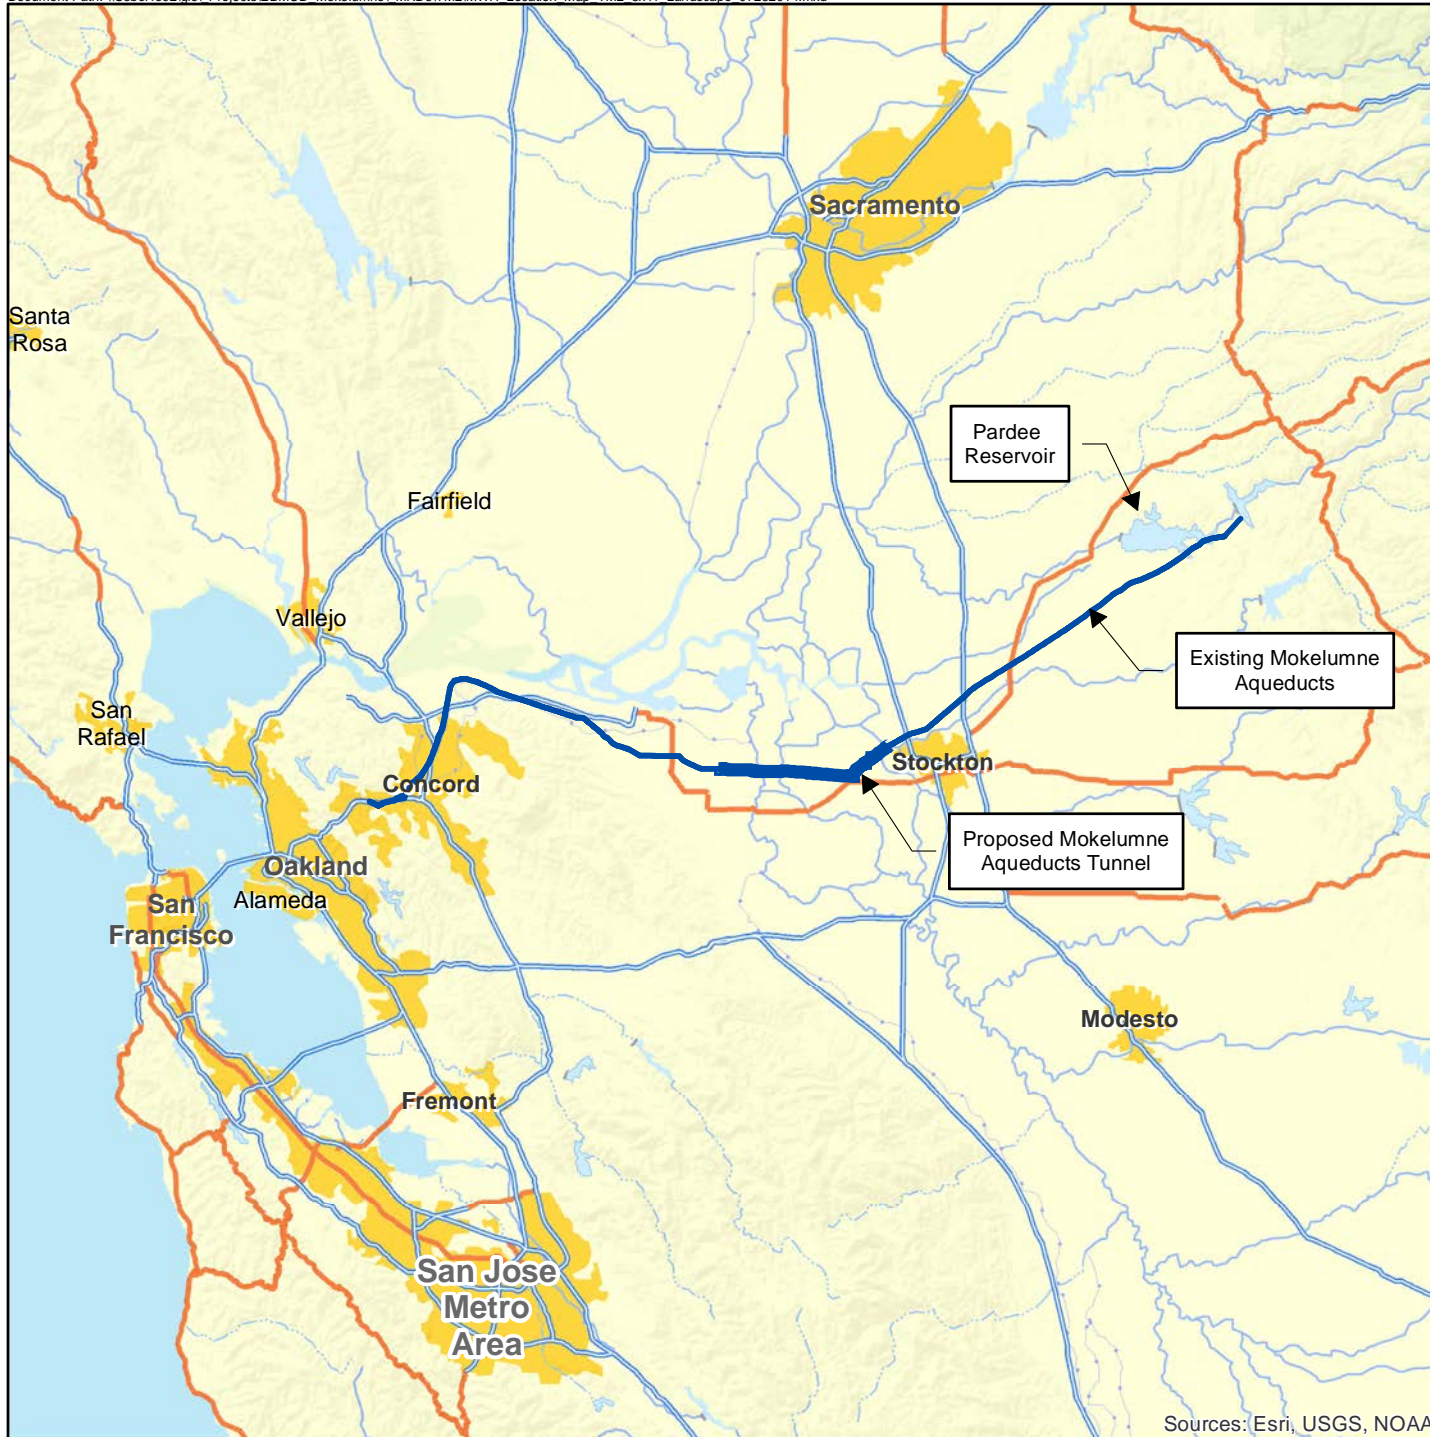 Sacramento
Santa
Rosa
Pardee
Reservoir
Fairfield
Vallejo
Existing Mokelumne
Aqueducts
San
Rafael
Stockton
Concord
Proposed Mokelumne
Aqueducts Tunnel
Oakland
Alameda
San
Francisco
Modesto
Fremont
San Jose
Metro
Area
Sources: Esri, USGS, NOAA